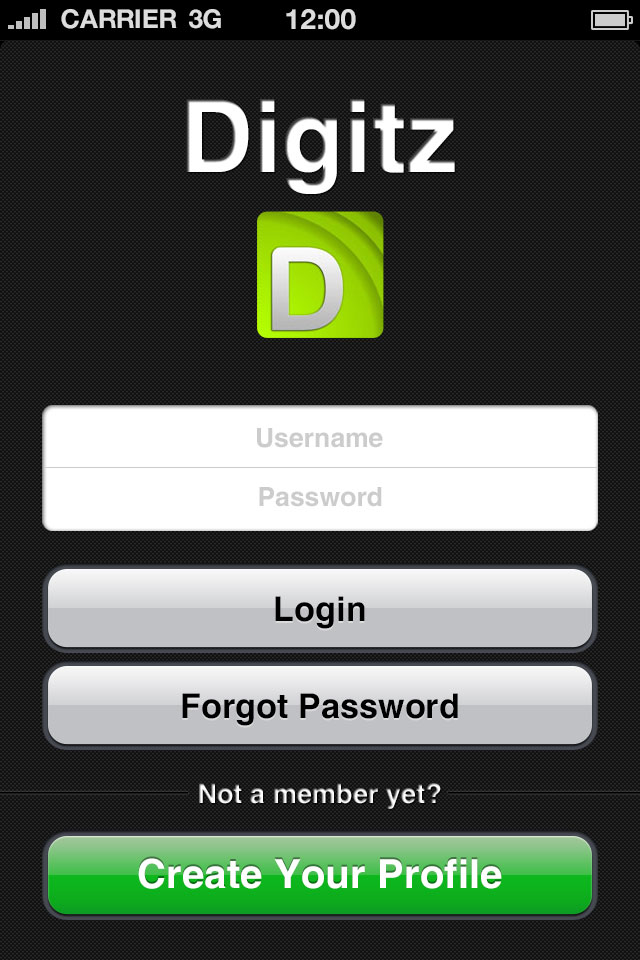 CARRIER 3G 12:00
Digitz
D
Username
Password
Login
Forgot Password
Not a member yet?
Create Your Profile